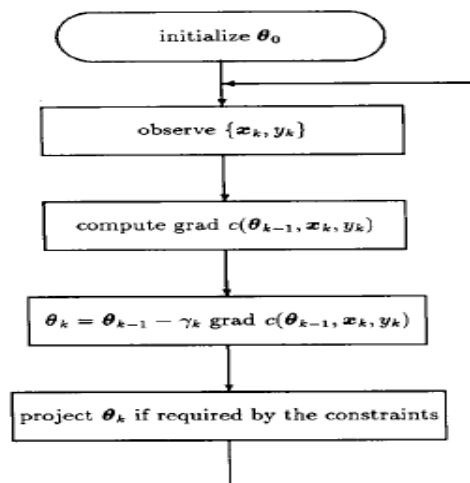 initialize θ₀
observe {xₖ, yₖ}
compute grad c(θₖ₋₁, xₖ, yₖ)
θₖ = θₖ₋₁ − γₖ grad c(θₖ₋₁, xₖ, yₖ)
project θₖ if required by the constraints